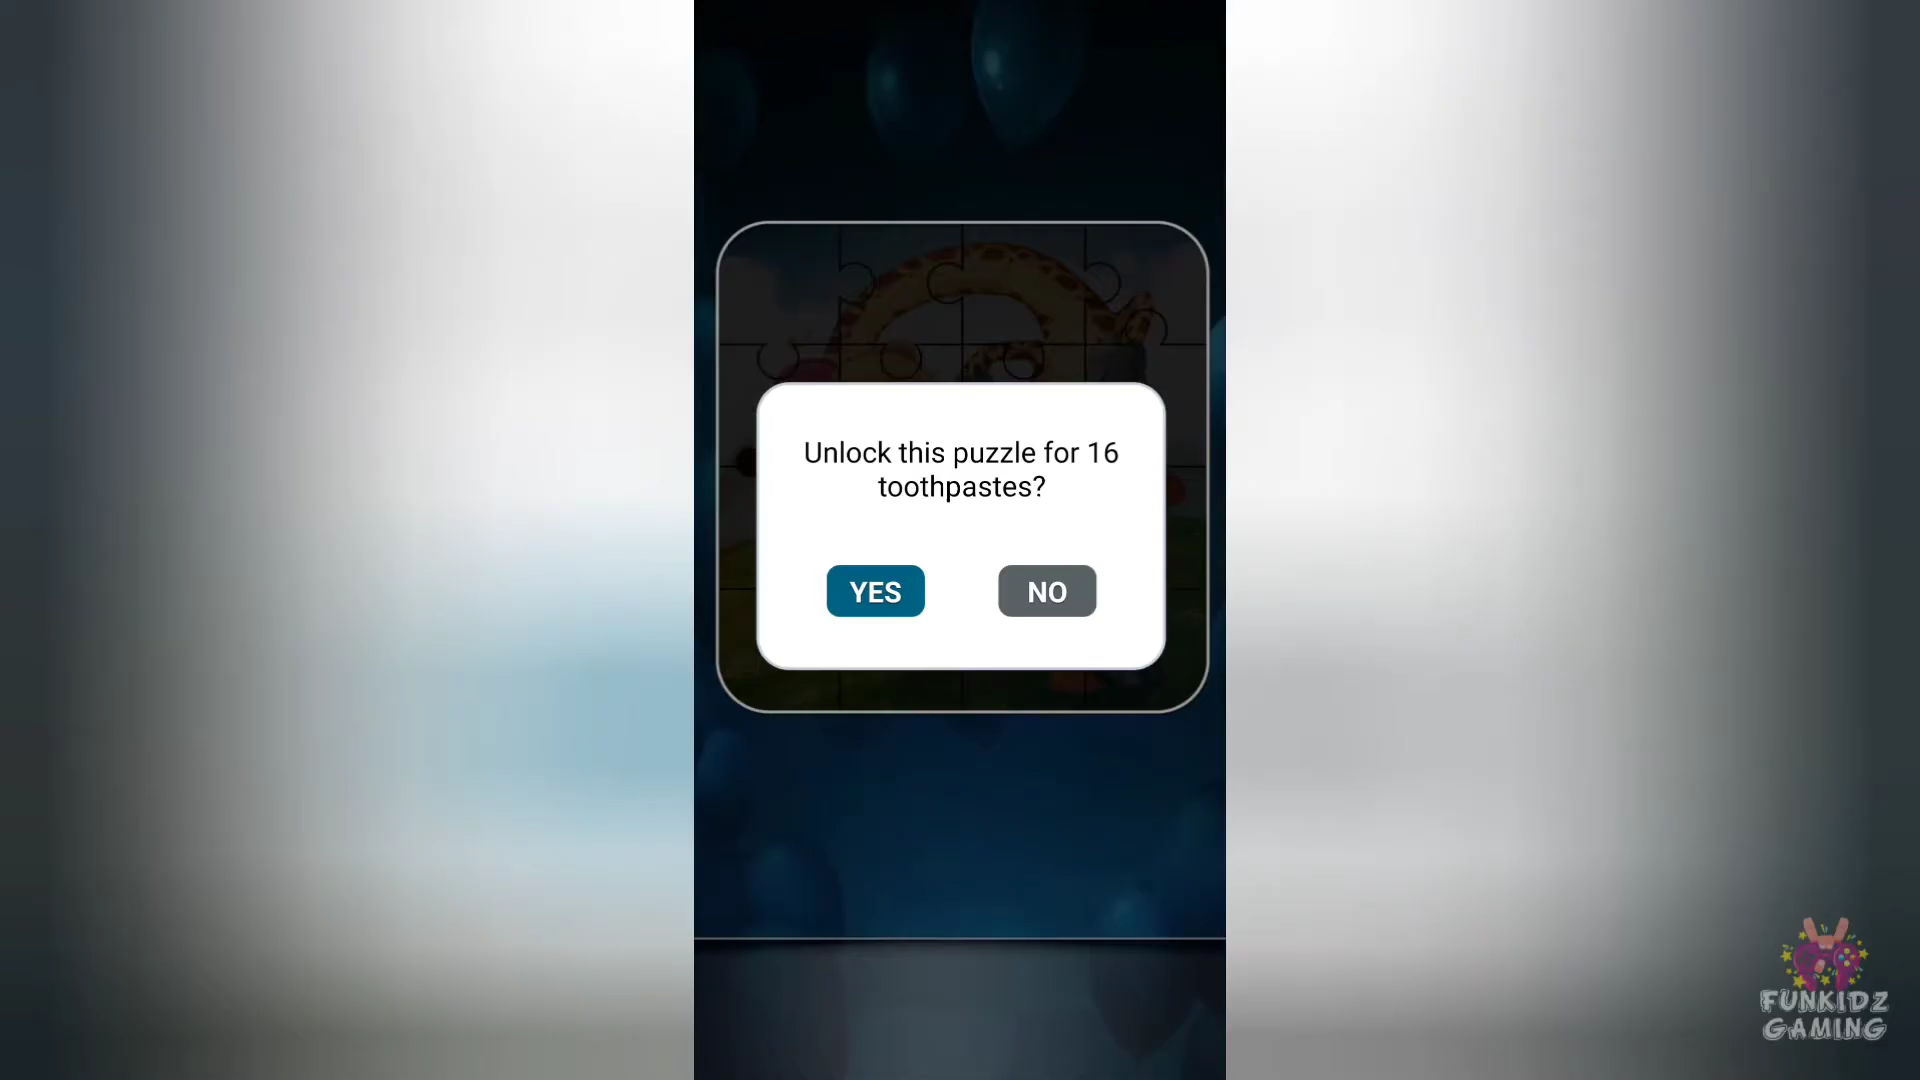 Unlock this puzzle for 16
toothpastes?
YES
NO
FUNKIDZ
GAMING